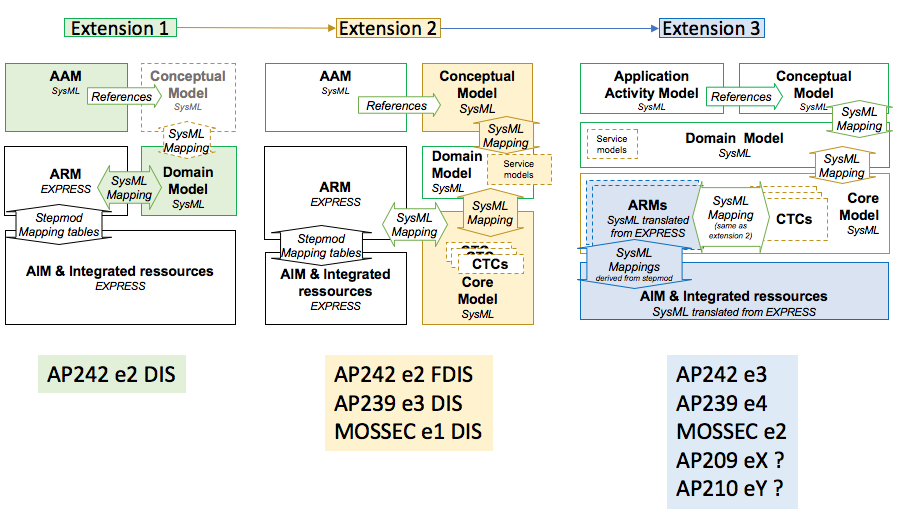 Extension 1
Extension 2
Extension 3
AAM
SysML
References
Conceptual
Model
SysML
SysML
Mapping
ARM
EXPRESS
SysML
Mapping
Domain
Model
SysML
Stepmod
Mapping tables
AIM & Integrated ressources
EXPRESS
AP242 e2 DIS
AAM
SysML
References
Conceptual
Model
SysML
SysML
Mapping
Domain
Model
SysML
Service
models
ARM
EXPRESS
SysML
Mapping
SysML
Mapping
Stepmod
Mapping tables
AIM & Integrated
ressources
EXPRESS
CTCs
Core
Model
SysML
AP242 e2 FDIS
AP239 e3 DIS
MOSSEC e1 DIS
Application
Activity Model
SysML
References
Conceptual
Model
SysML
SysML
Mapping
Service
models
Domain Model
SysML
SysML
Mapping
ARMs
SysML translated
from EXPRESS
SysML
Mapping
(same as
extension 2)
CTCs
Core
Model
SysML
SysML
Mappings
derived from stepmod
AIM & Integrated ressources
SysML translated from EXPRESS
AP242 e3
AP239 e4
MOSSEC e2
AP209 eX ?
AP210 eY ?